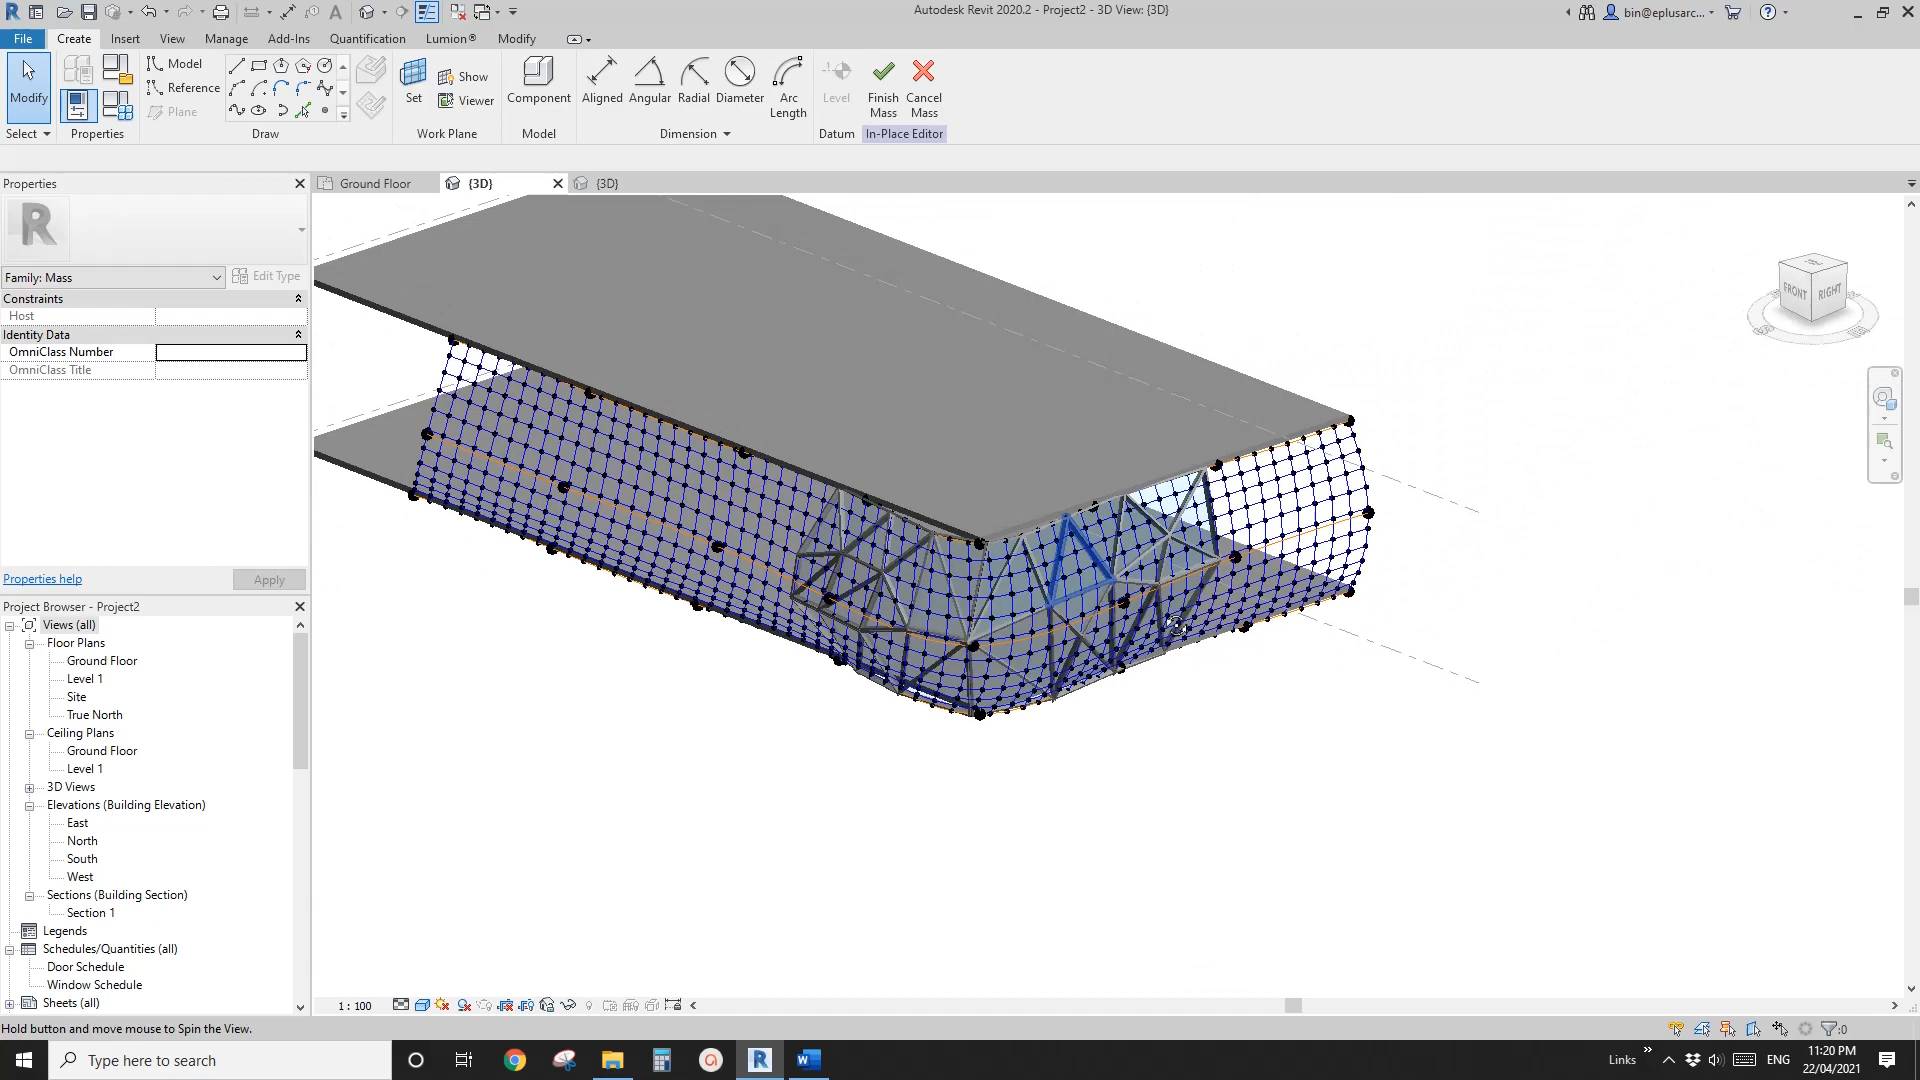 Autodesk Revit 2020.2 - Project2 - 3D View: {3D}
bin@eplusarc...
File Create Insert View Manage Add-Ins Quantification Lumion® Modify
Modify
Select
Properties
Model
Reference
Plane
Draw
Set
Show
Viewer
Work Plane
Component
Model
Aligned Angular Radial Diameter Arc
Length
Dimension
Level
Datum
Finish
Mass
Cancel
Mass
In-Place Editor
Properties
Ground Floor {3D} {3D}
Family: Mass Edit Type
Constraints
Host
Identity Data
OmniClass Number
OmniClass Title
Properties help Apply
Project Browser - Project2
Views (all)
Floor Plans
Ground Floor
Level 1
Site
True North
Ceiling Plans
Ground Floor
Level 1
3D Views
Elevations (Building Elevation)
East
North
South
West
Sections (Building Section)
Section 1
Legends
Schedules/Quantities (all)
Door Schedule
Window Schedule
Sheets (all)
FRONT RIGHT
1 : 100
Hold button and move mouse to Spin the View.
:0
Type here to search
Links » ENG 11:20 PM
22/04/2021